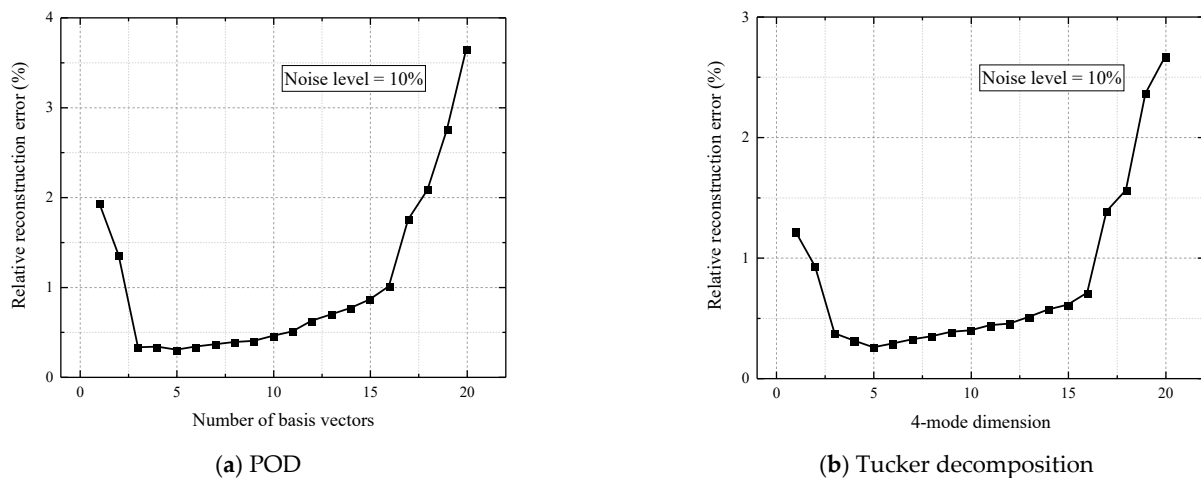 4
3
2
1
0
0
5
10
15
20
Relative reconstruction error (%)
Noise level = 10%
Number of basis vectors
(a) POD
3
2
1
0
0
5
10
15
20
Relative reconstruction error (%)
Noise level = 10%
4-mode dimension
(b) Tucker decomposition